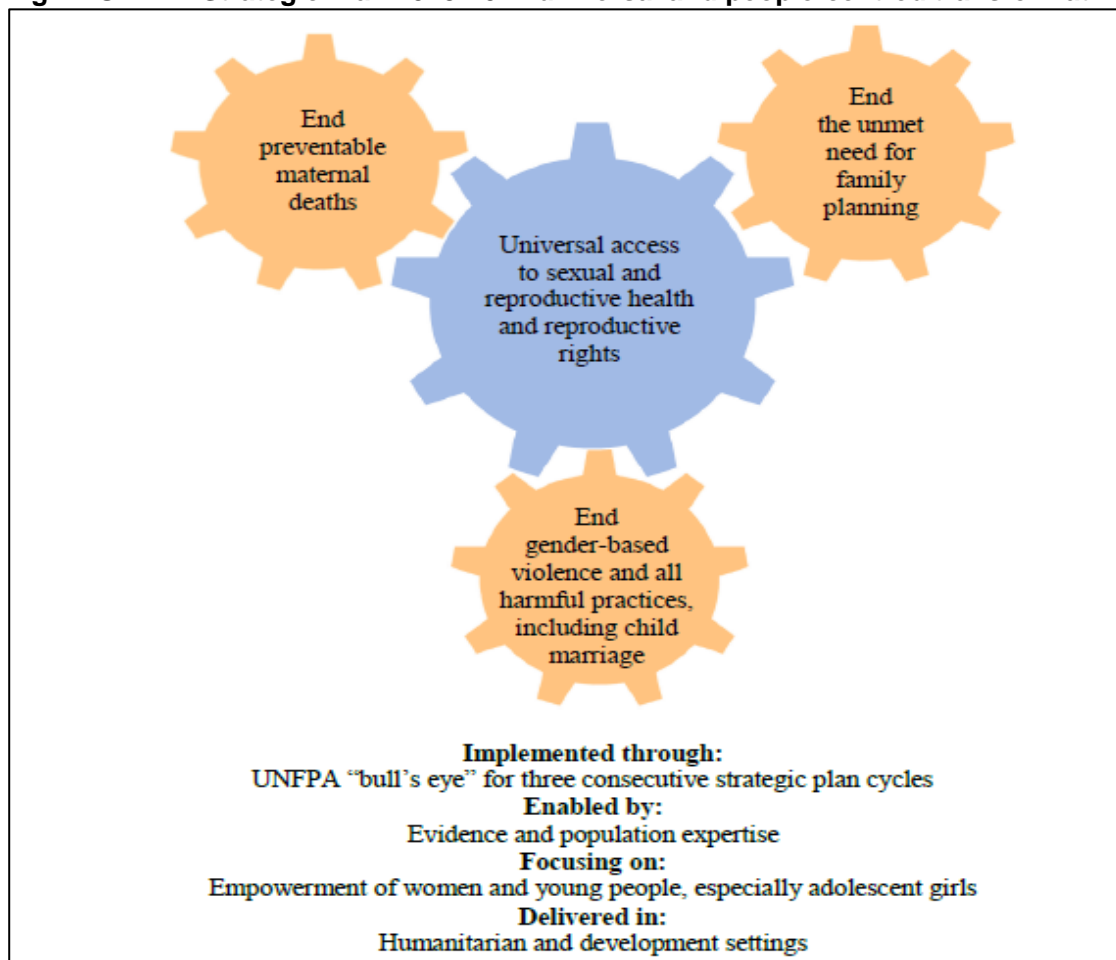 and people
End
preventable
maternal
deaths
End
the unmet
need for
family
planning
Universal access
to sexual and
reproductive health
and reproductive
rights
End
gender-based
violence and all
harmful practices,
including child
marriage
Implemented through:
UNFPA “bull’s eye” for three consecutive strategic plan cycles
Enabled by:
Evidence and population expertise
Focusing on:
Empowerment of women and young people, especially adolescent girls
Delivered in:
Humanitarian and development settings